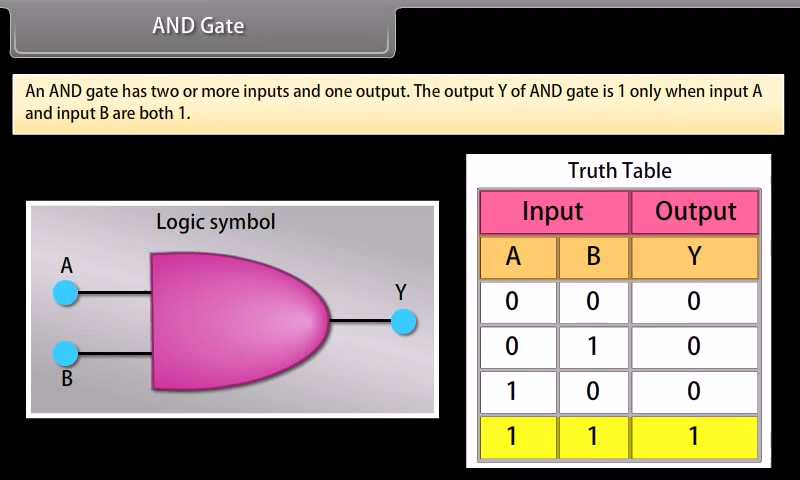 AND Gate
An AND gate has two or more inputs and one output. The output Y of AND gate is 1 only when input A
and input B are both 1.
Logic symbol
A
B
Y
Truth Table
Input Output
A B Y
0 0 0
0 1 0
1 0 0
1 1 1